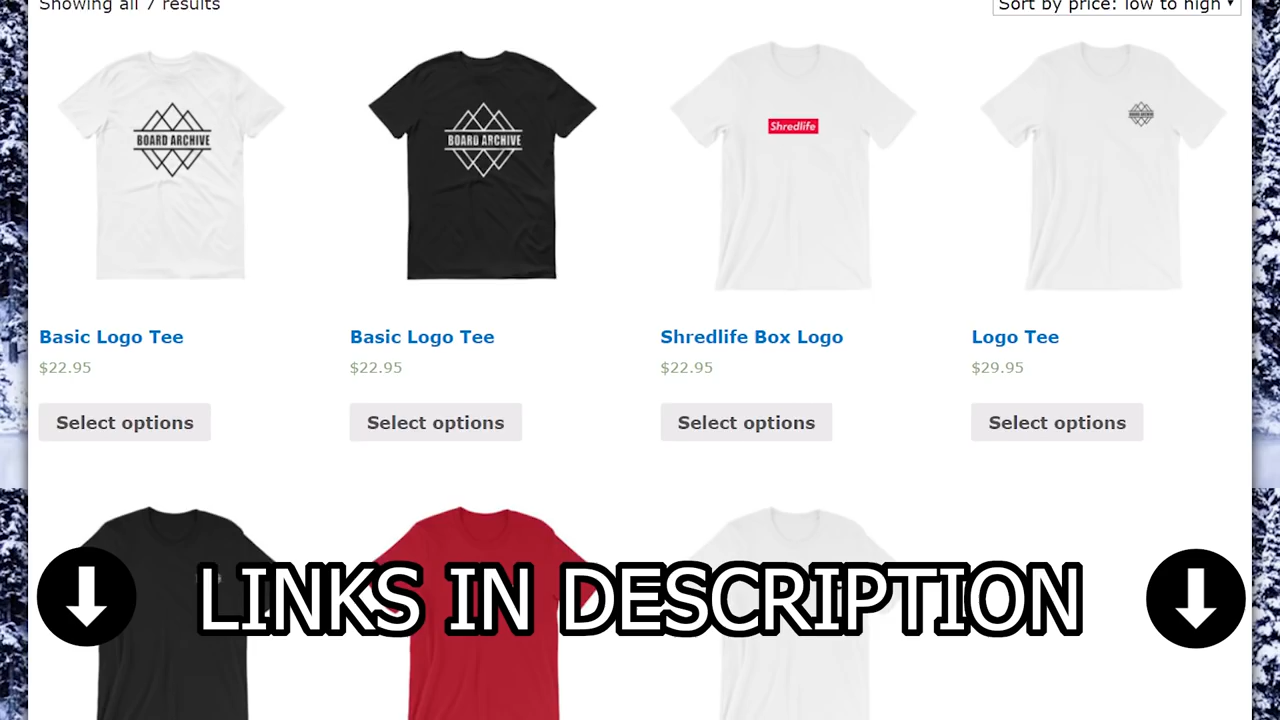 Showing all 7 results
Sort by price: low to high
BOARD ARCHIVE
BOARD ARCHIVE
Shredlife
Basic Logo Tee
Basic Logo Tee
Shredlife Box Logo
Logo Tee
$22.95
$22.95
$22.95
$29.95
Select options
Select options
Select options
Select options
LINKS IN DESCRIPTION